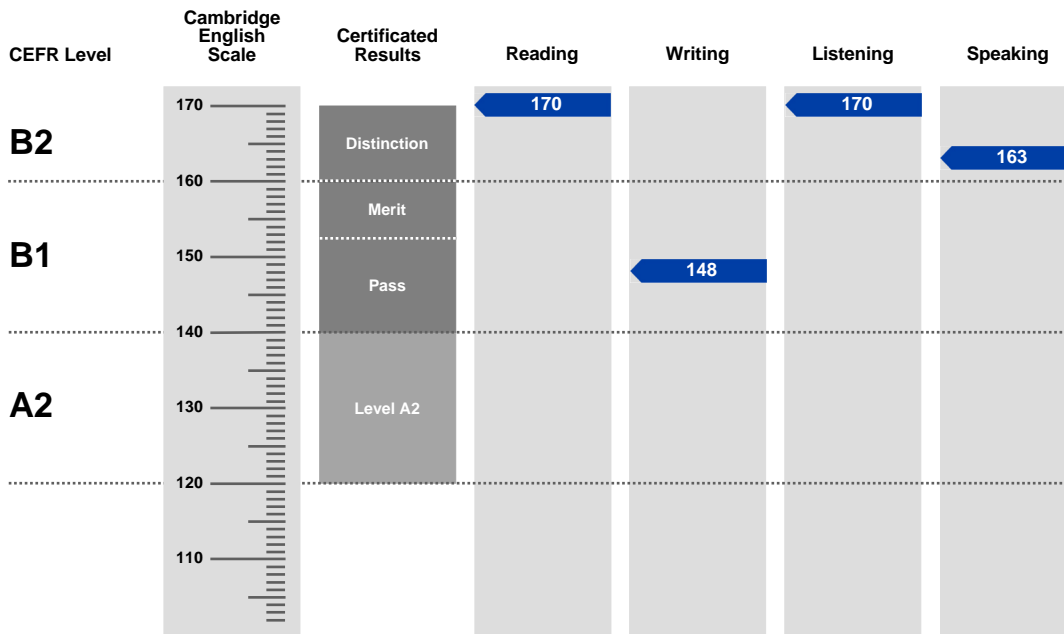 CEFR Level
Cambridge
English
Scale
Certificated
Results
Reading
Writing
Listening
Speaking
170
170
170
B2
Distinction
163
160
Merit
B1
150
148
Pass
140
A2
130
Level A2
120
110